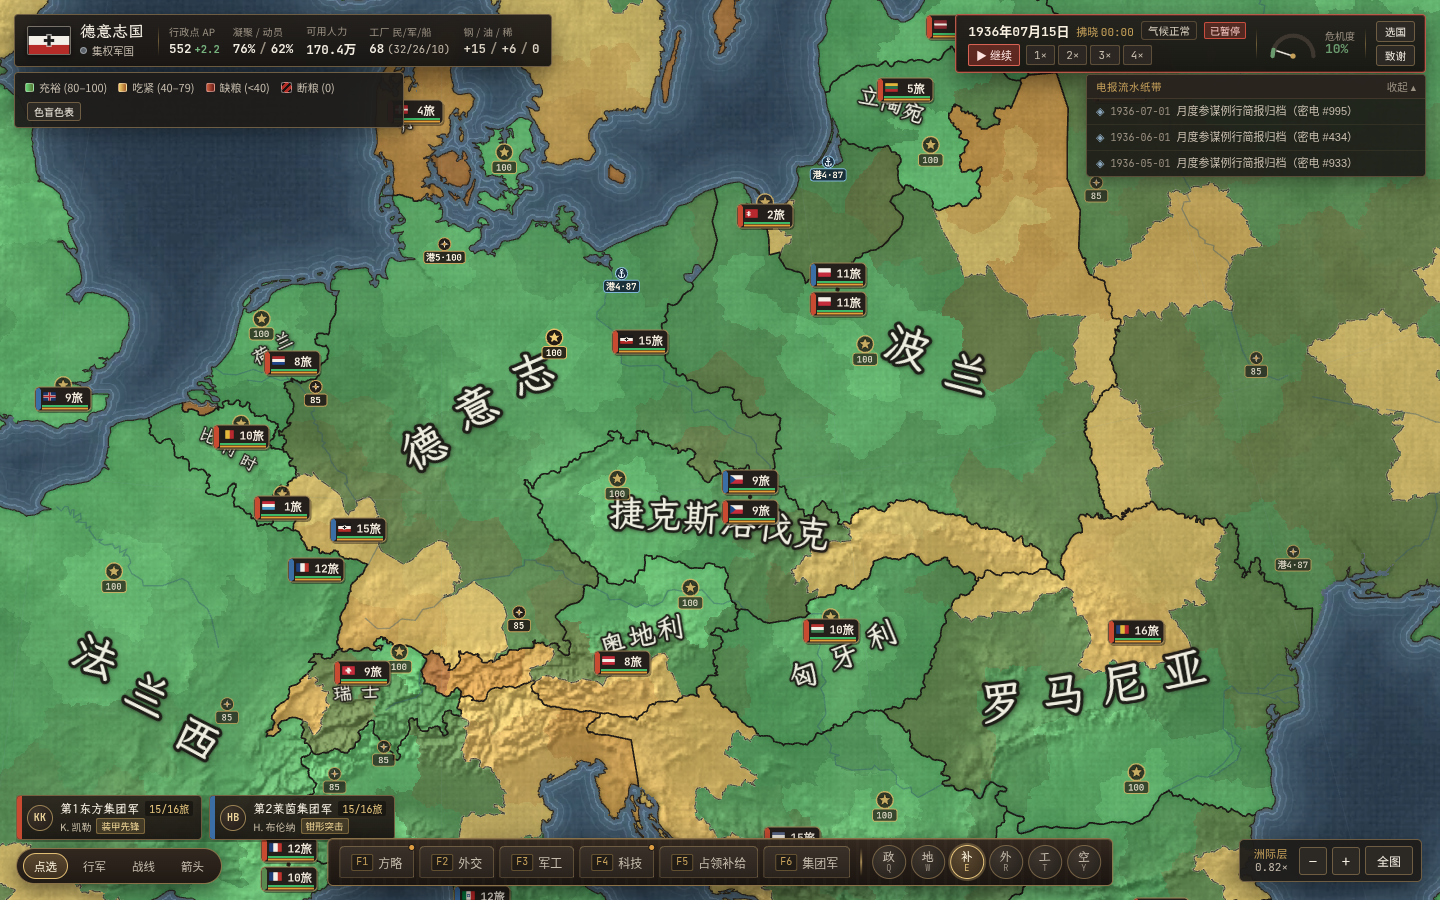 德意志国
集权军国
行政点 AP
552 +2.2
凝聚 / 动员
76% / 62%
可用人力
170.4万
工厂 民/军/船
68 (32/26/10)
钢 / 油 / 稀
+15 / +6 / 0
充裕 (80–100)
吃紧 (40–79)
缺粮 (<40)
断粮 (0)
色盲色表
1936年07月15日
拂晓 00:00
气候正常
已暂停
▶ 继续
1×
2×
3×
4×
危机度
10%
选国
致谢
电报流水纸带
收起 ▴
1936-07-01 月度参谋例行简报归档（密电 #995）
1936-06-01 月度参谋例行简报归档（密电 #434）
1936-05-01 月度参谋例行简报归档（密电 #933）
4旅
5旅
立陶宛
100
100
港4·87
85
2旅
港5·100
港4·87
11旅
11旅
100
荷兰
8旅
100
15旅
100
波兰
85
9旅
85
10旅
德意志
1旅
15旅
100
9旅
9旅
捷克斯洛伐克
12旅
100
100
港4·87
85
奥地利
10旅
匈牙利
16旅
8旅
100
9旅
瑞士
法兰西
罗马尼亚
85
85
85
100
100
KK
第1东方集团军
15/16旅
K. 凯勒
装甲先锋
HB
第2莱茵集团军
15/16旅
H. 布伦纳
钳形突击
15旅
12旅
10旅
12旅
点选
行军
战线
箭头
F1 方略
F2 外交
F3 军工
F4 科技
F5 占领补给
F6 集团军
政 Q
地 W
补 E
外 R
工 T
空 Y
洲际层
0.82×
−
+
全图